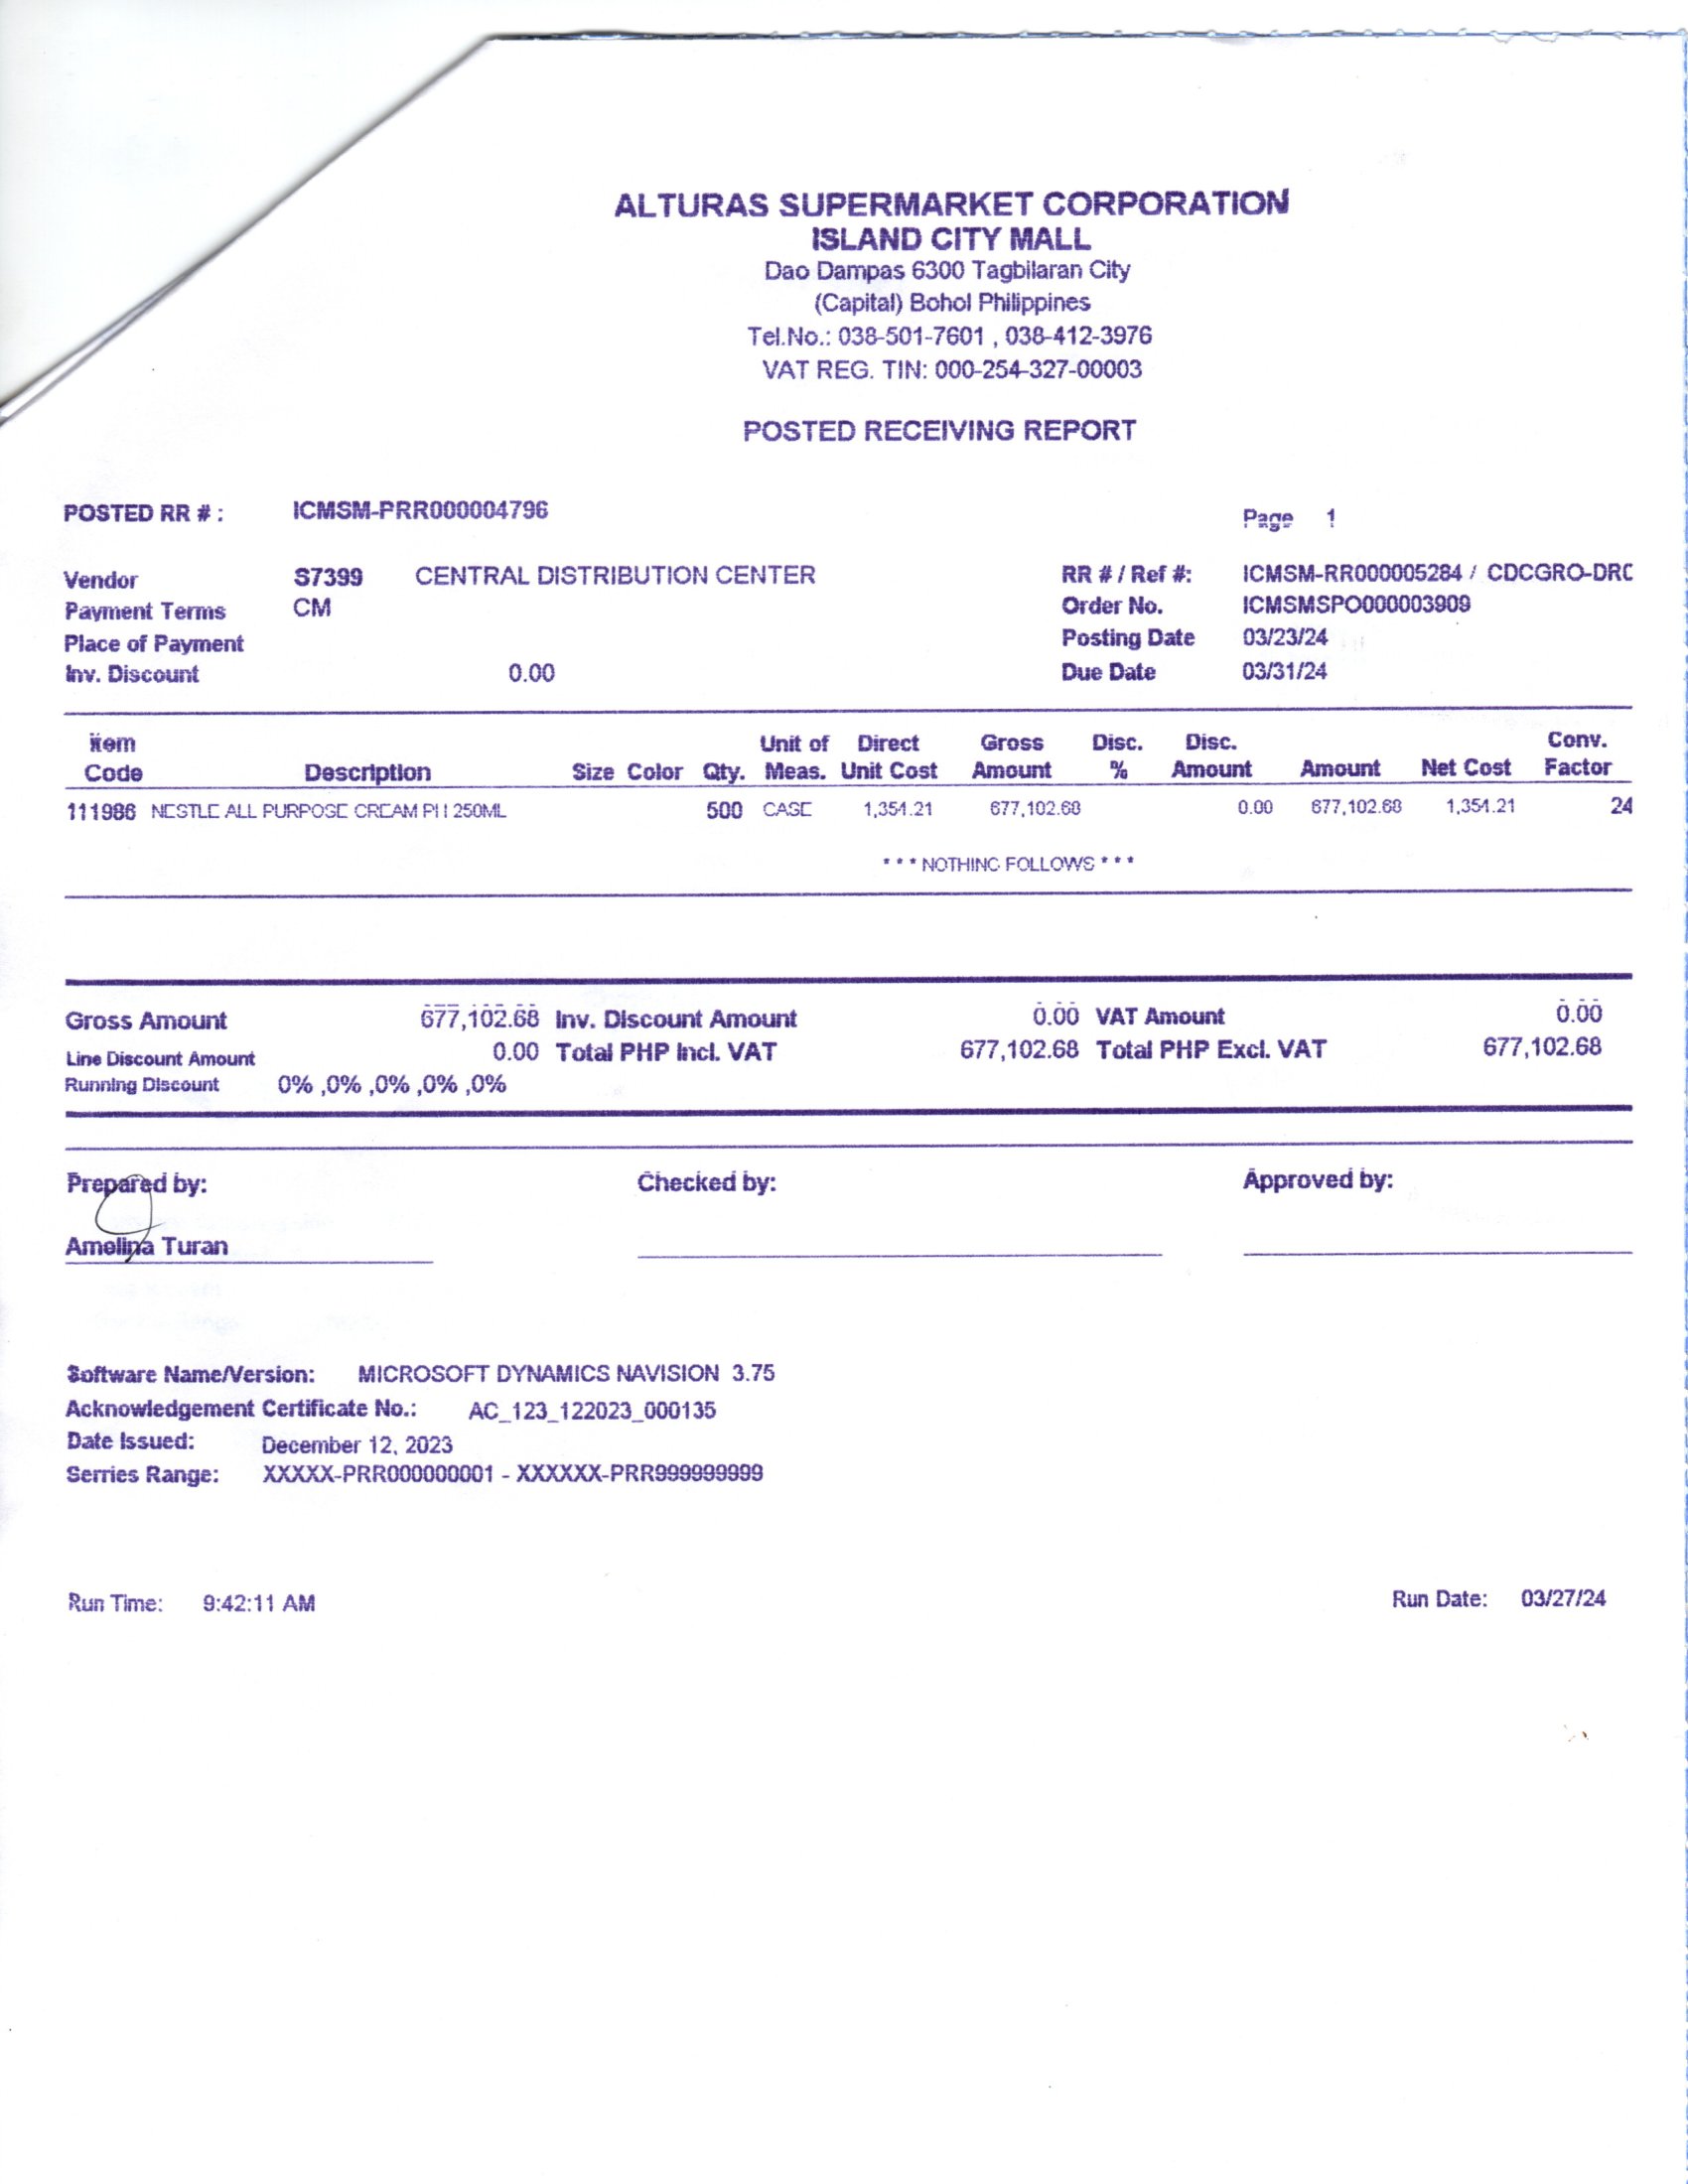 ALTURAS SUPERMARKET CORPORATION
ISLAND CITY MALL
Dao Dampas 6300 Tagbilaran City
(Capital) Bohol Philippines
Tel.No.: 038-501-7601 , 038-412-3976
VAT REG. TIN: 000-254-327-00003
POSTED RECEIVING REPORT
POSTED RR # : ICMSM-PRR000004796 Page 1
Vendor S7399 CENTRAL DISTRIBUTION CENTER RR # / Ref #: ICMSM-RR000005284 / CDCGRO-DRC
Payment Terms CM Order No. ICMSMSPO000003909
Place of Payment Posting Date 03/23/24
Inv. Discount 0.00 Due Date 03/31/24
Item Unit of Direct Gross Disc. Disc. Conv.
Code Description Size Color Qty. Meas. Unit Cost Amount % Amount Amount Net Cost Factor
111986 NESTLE ALL PURPOSE CREAM PH 250ML 500 CASE 1,354.21 677,102.68 0.00 677,102.68 1,354.21 24
* * * NOTHING FOLLOWS * * *
Gross Amount 677,102.68 Inv. Discount Amount 0.00 VAT Amount 0.00
Line Discount Amount 0.00 Total PHP Incl. VAT 677,102.68 Total PHP Excl. VAT 677,102.68
Running Discount 0% ,0% ,0% ,0% ,0%
Prepared by: Checked by: Approved by:
Amelina Turan
Software Name/Version: MICROSOFT DYNAMICS NAVISION 3.75
Acknowledgement Certificate No.: AC_123_122023_000135
Date Issued: December 12, 2023
Serries Range: XXXXX-PRR000000001 - XXXXXX-PRR999999999
Run Time: 9:42:11 AM Run Date: 03/27/24